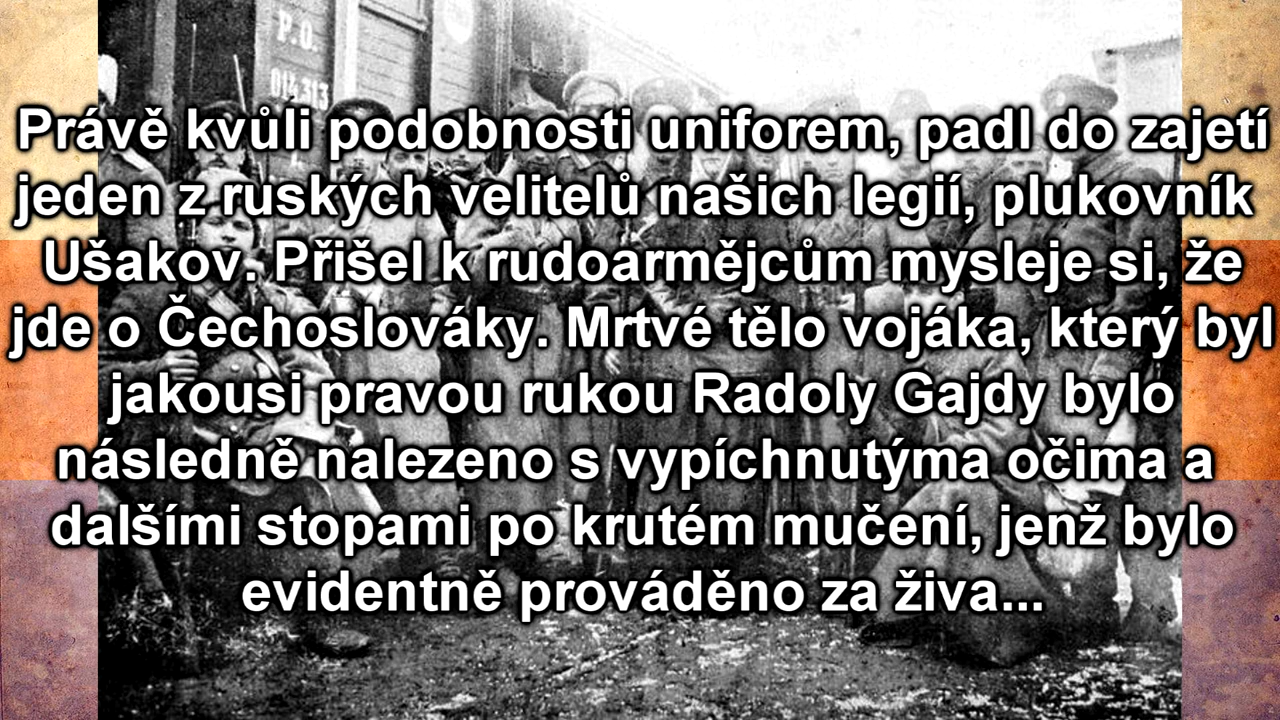 P.O.
014313
Právě kvůli podobnosti uniforem, padl do zajetí
jeden z ruských velitelů našich legií, plukovník
Ušakov. Přišel k rudoarmějcům mysleje si, že
jde o Čechoslováky. Mrtvé tělo vojáka, který byl
jakousi pravou rukou Radoly Gajdy bylo
následně nalezeno s vypíchnutýma očima a
dalšími stopami po krutém mučení, jenž bylo
evidentně prováděno za živa...